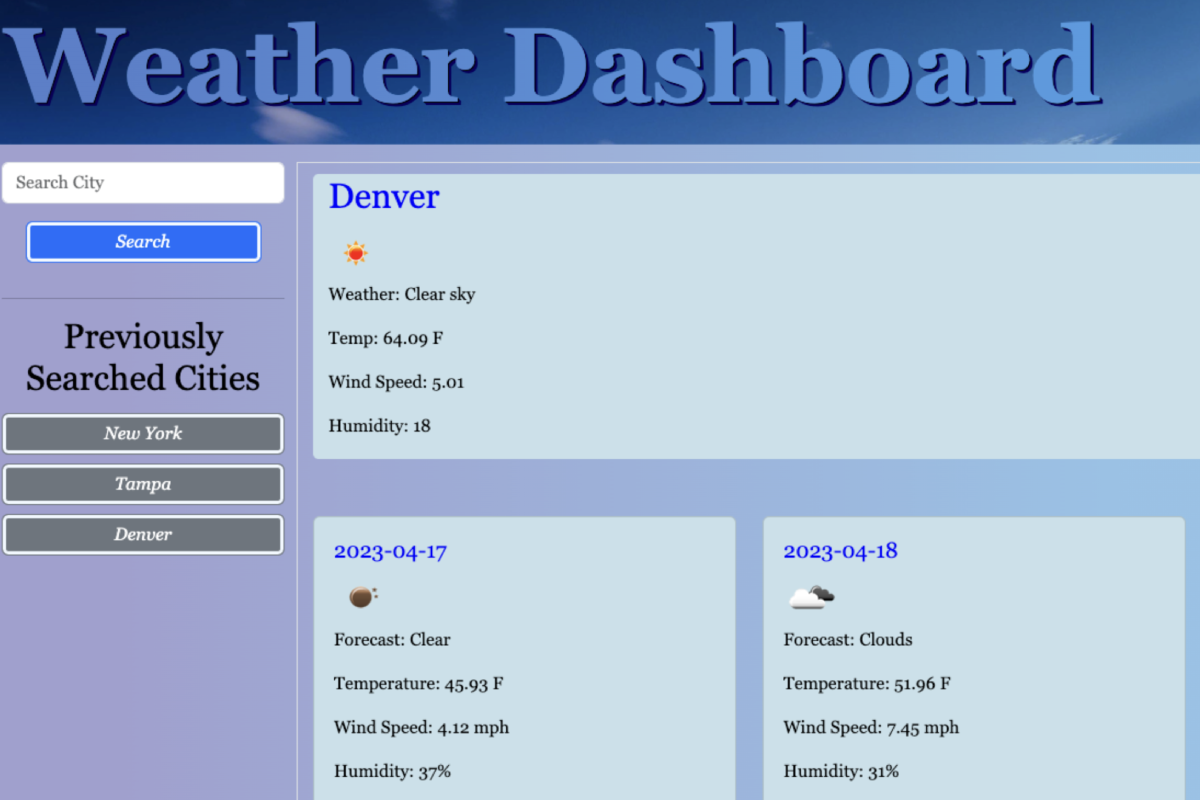 Weather Dashboard
Search City
Search
Previously
Searched Cities
New York
Tampa
Denver
Denver
Weather: Clear sky
Temp: 64.09 F
Wind Speed: 5.01
Humidity: 18
2023-04-17
Forecast: Clear
Temperature: 45.93 F
Wind Speed: 4.12 mph
Humidity: 37%
2023-04-18
Forecast: Clouds
Temperature: 51.96 F
Wind Speed: 7.45 mph
Humidity: 31%